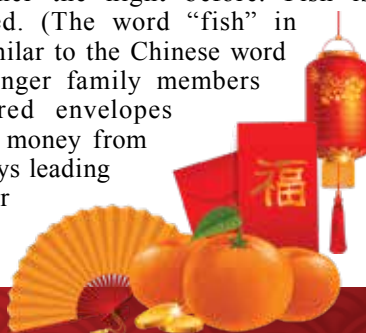 the night before. Fish is
ed. (The word “fish” in
milar to the Chinese word
nger family members
red envelopes
money from
ys leading
r
福